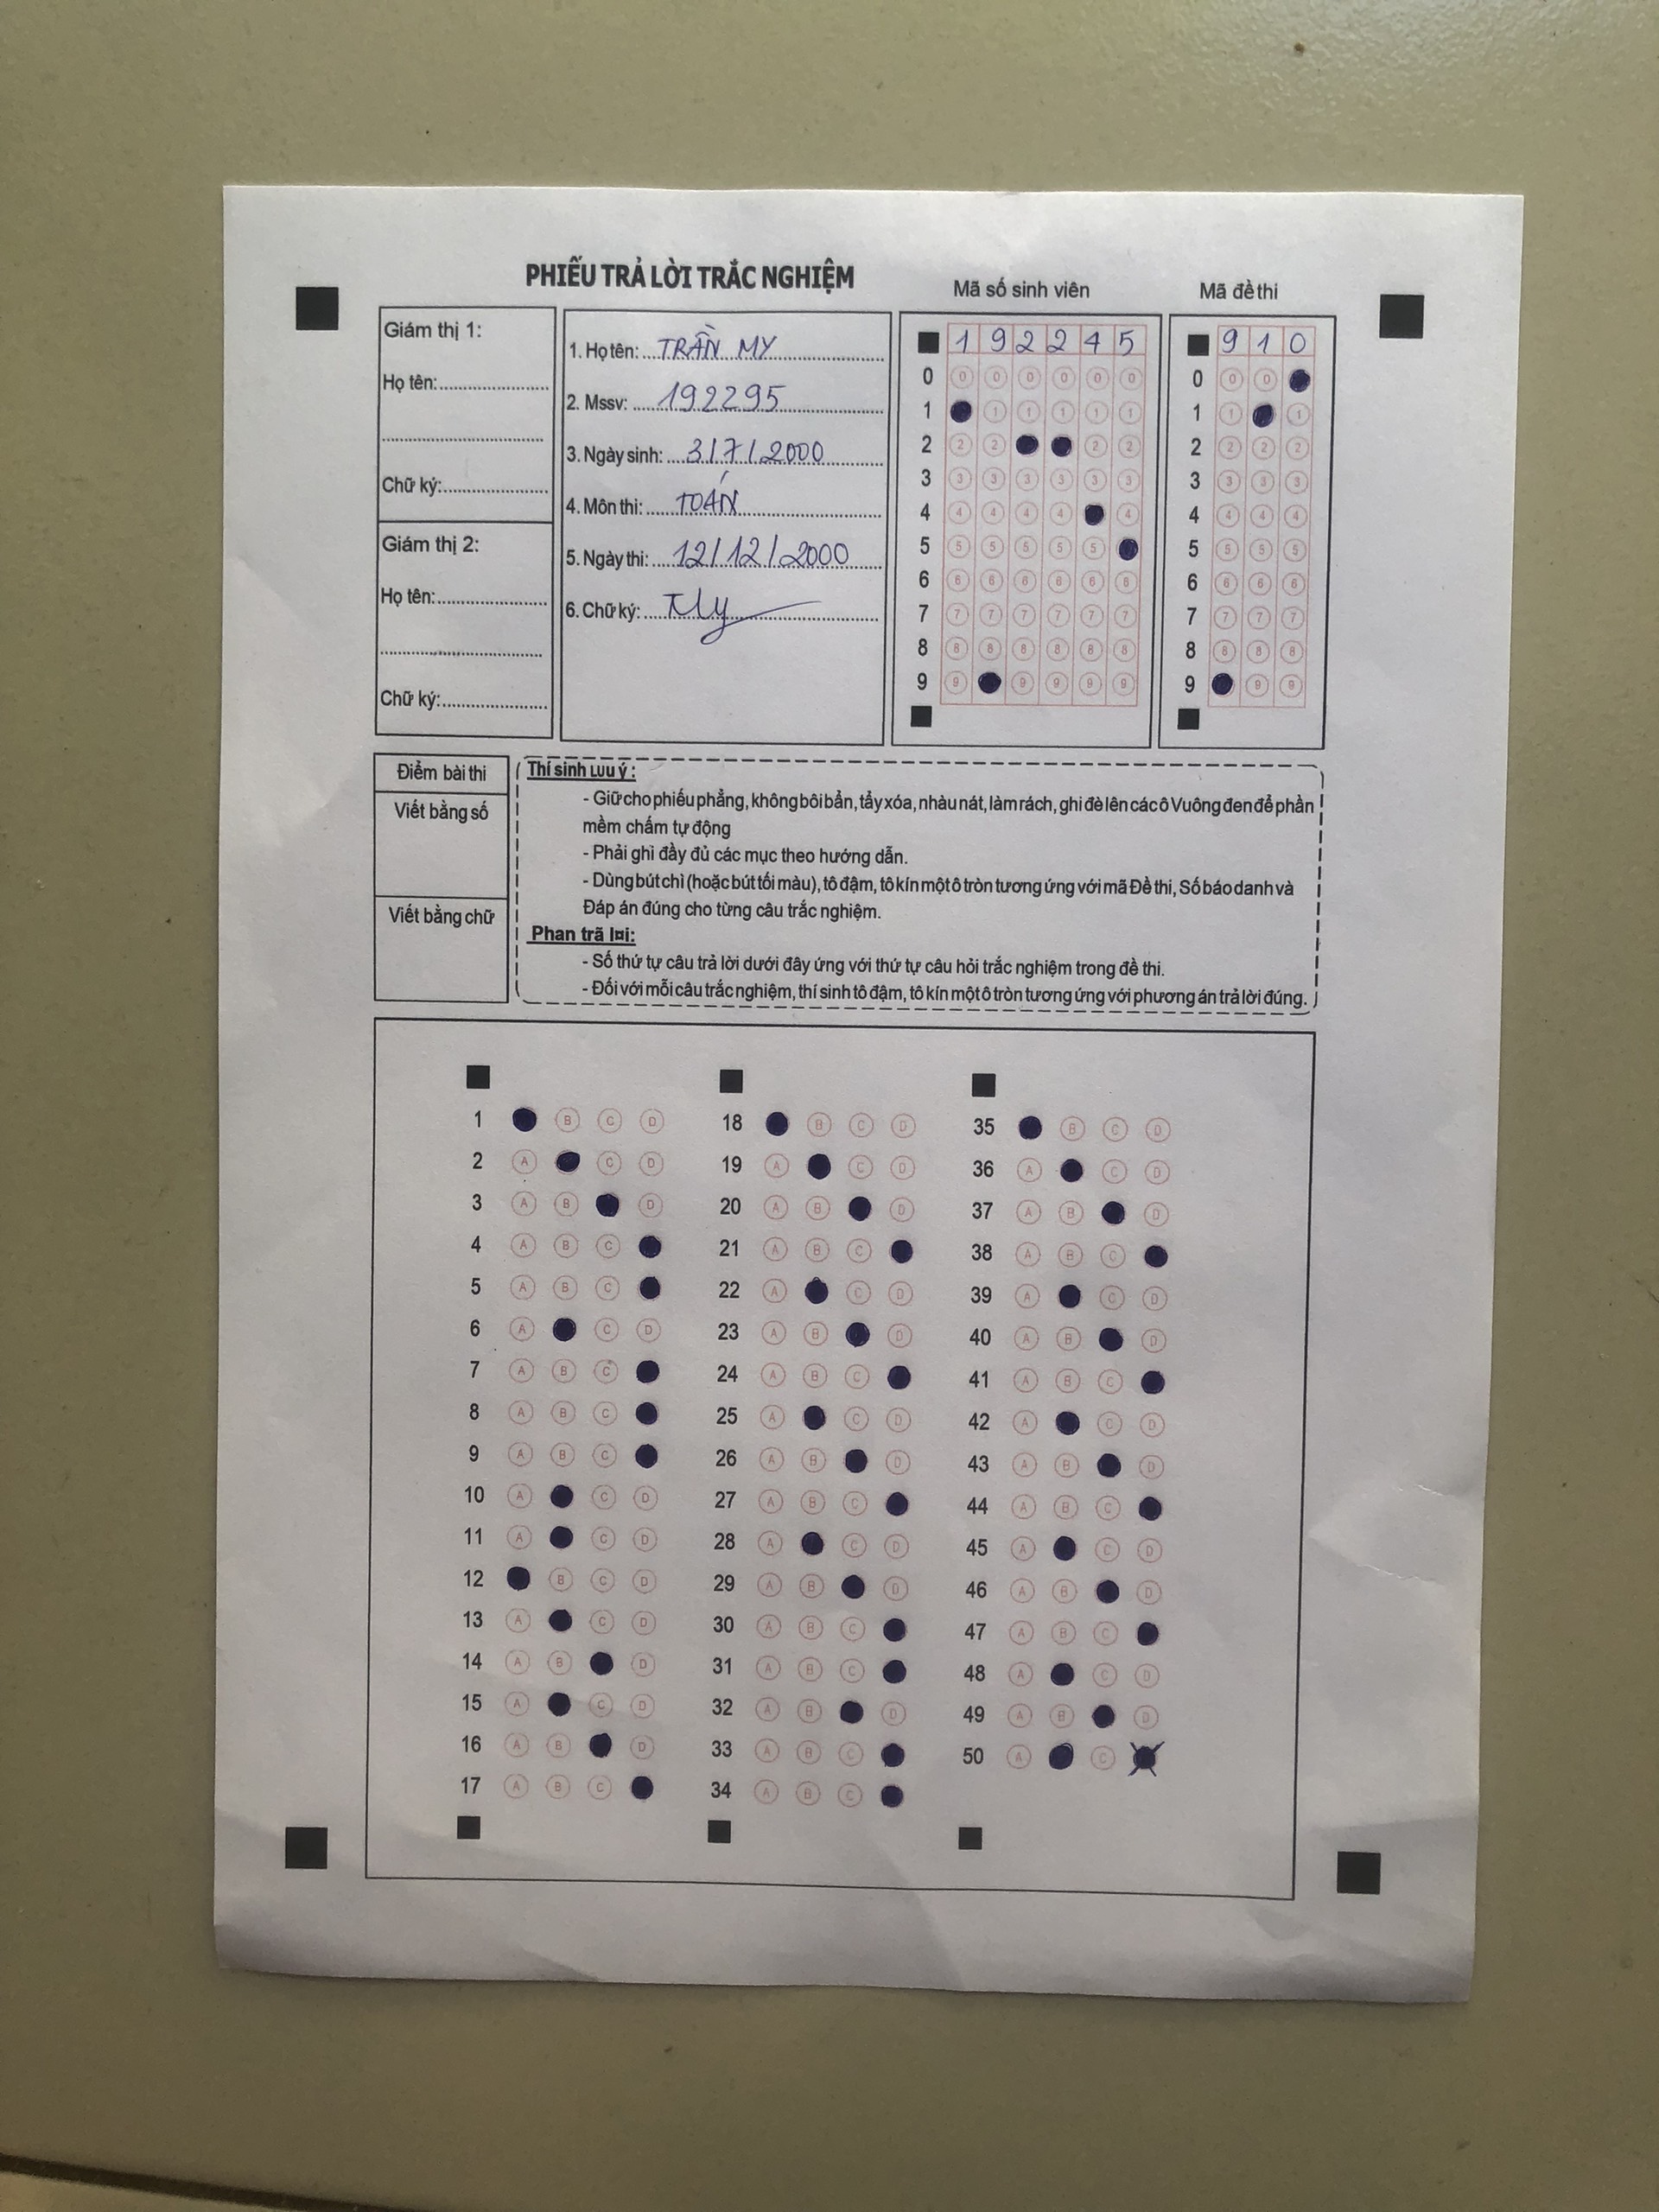 PHIẾU TRẢ LỜI TRẮC NGHIỆM
Mã số sinh viên
Mã đề thi
Giám thị 1:
Họ tên:
Chữ ký:
Giám thị 2:
Họ tên:
Chữ ký:
1. Họ tên: TRẦN MY
2. Mssv: 192295
3. Ngày sinh: 3/7/2000
4. Môn thi: TOÁN
5. Ngày thi: 12/12/2000
6. Chữ ký: My
1 9 2 2 4 5
0 0 0 0 0 0 0
1 1 1 1 1 1
2 2 2 2 2
3 3 3 3 3 3 3
4 4 4 4 4 4
5 5 5 5 5 5
6 6 6 6 6 6 6
7 7 7 7 7 7 7
8 8 8 8 8 8 8
9 9 9 9 9 9
9 1 0
0 0 0
1 1 1
2 2 2 2
3 3 3 3
4 4 4 4
5 5 5 5
6 6 6 6
7 7 7 7
8 8 8 8
9 9 9
Điểm bài thi
Viết bằng số
Viết bằng chữ
Thí sinh Lưu ý :
- Giữ cho phiếu phẳng, không bôi bẩn, tẩy xóa, nhàu nát, làm rách, ghi đè lên các ô Vuông đen để phần
mềm chấm tự động
- Phải ghi đầy đủ các mục theo hướng dẫn.
- Dùng bút chì (hoặc bút tối màu), tô đậm, tô kín một ô tròn tương ứng với mã Đề thi, Số báo danh và
Đáp án đúng cho từng câu trắc nghiệm.
Phan trã l¤i:
- Số thứ tự câu trả lời dưới đây ứng với thứ tự câu hỏi trắc nghiệm trong đề thi.
- Đối với mỗi câu trắc nghiệm, thí sinh tô đậm, tô kín một ô tròn tương ứng với phương án trả lời đúng.
1 B C D
2 A C D
3 A B D
4 A B C
5 A B C
6 A C D
7 A B C
8 A B C
9 A B C
10 A C D
11 A C D
12 B C D
13 A C D
14 A B D
15 A C D
16 A B D
17 A B C
18 B C D
19 A C D
20 A B D
21 A B C
22 A C D
23 A B D
24 A B C
25 A C D
26 A B D
27 A B C
28 A C D
29 A B D
30 A B C
31 A B C
32 A B D
33 A B C
34 A B C
35 B C D
36 A C D
37 A B D
38 A B C
39 A C D
40 A B D
41 A B C
42 A C D
43 A B D
44 A B C
45 A C D
46 A B D
47 A B C
48 A C D
49 A B D
50 A C